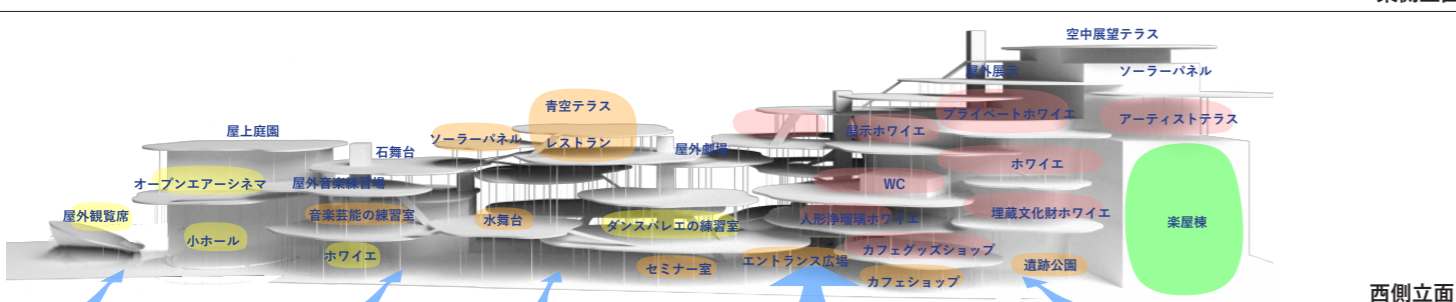 空中展望テラス
屋外展示
ソーラーパネル
青空テラス
プライベートホワイエ
アーティストテラス
屋上庭園
ソーラーパネル
レストラン
展示ホワイエ
石舞台
屋外劇場
ホワイエ
オープンエアーシネマ
屋外音楽練習場
WC
屋外観覧席
音楽芸能の練習室
水舞台
ダンスバレエの練習室
人形浄瑠璃ホワイエ
埋蔵文化財ホワイエ
楽屋棟
小ホール
ホワイエ
カフェグッズショップ
セミナー室
エントランス広場
遺跡公園
カフェショップ
西側立面